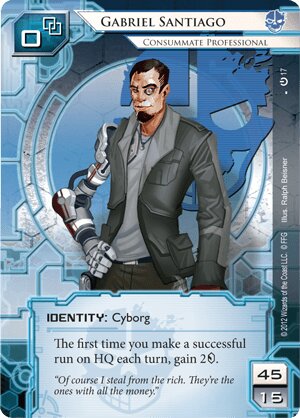 Gabriel Santiago
Consummate Professional
0
17
Illus. Ralph Beisner
© 2012 Wizards of the Coast LLC. © FFG
Identity: Cyborg
The first time you make a successful
run on HQ each turn, gain 2.
“Of course I steal from the rich. They’re the
ones with all the money.”
45
15